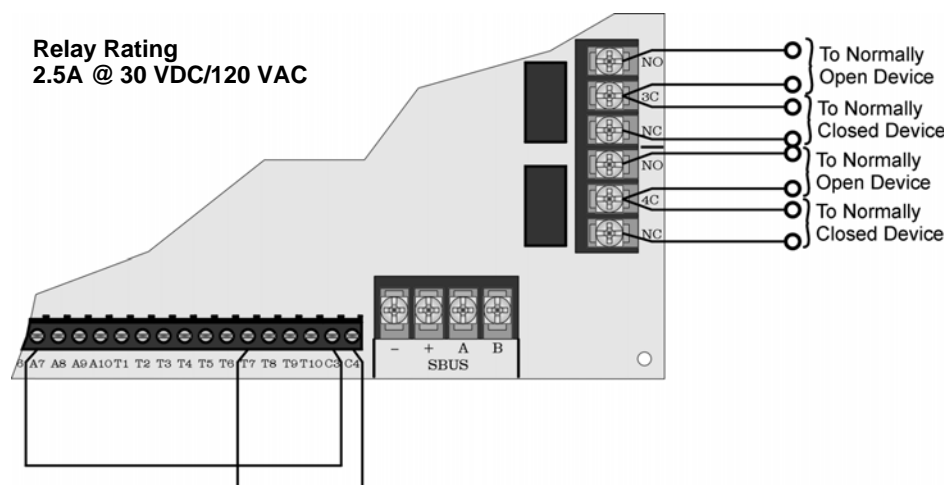 Relay Rating
2.5A @ 30 VDC/120 VAC
NO
3C
NC
NO
4C
NC
To Normally
Open Device
To Normally
Closed Device
To Normally
Open Device
To Normally
Closed Device
- + A B
SBUS
6 A7 A8 A9 A10 T1 T2 T3 T4 T5 T6 T7 T8 T9 T10 C3 C4